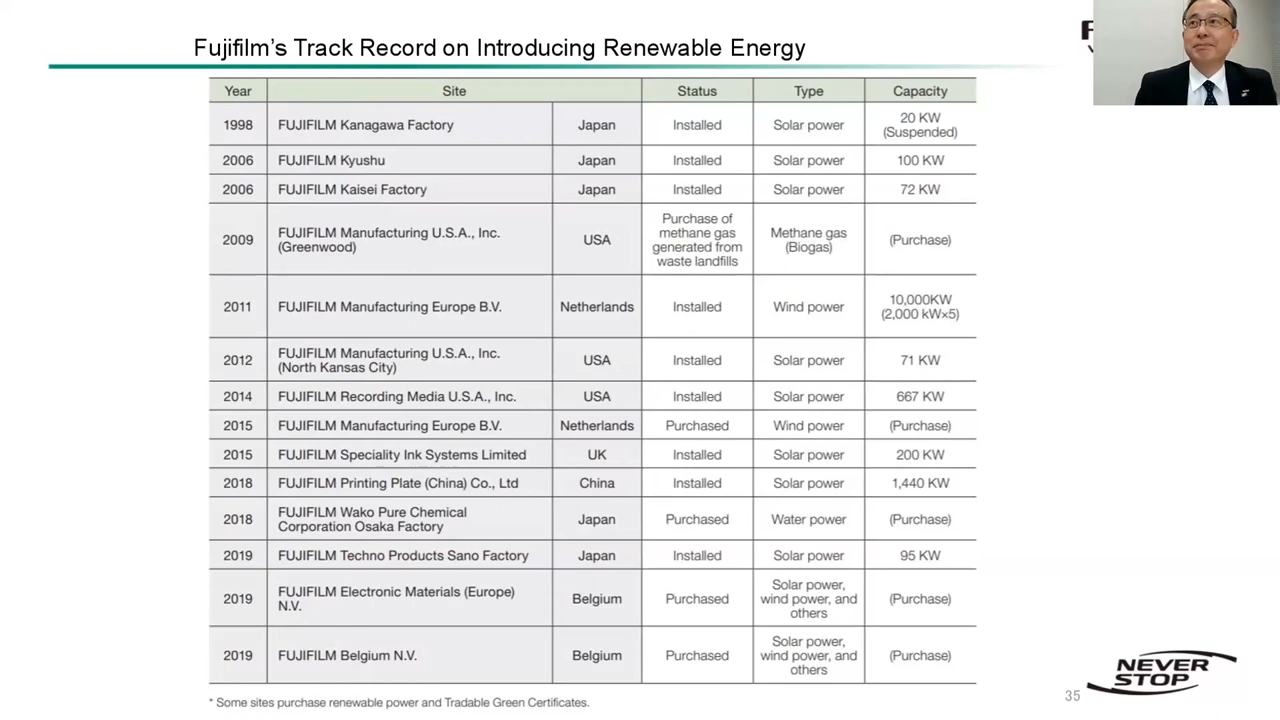 Fujifilm’s Track Record on Introducing Renewable Energy
Year Site Status Type Capacity
1998 FUJIFILM Kanagawa Factory Japan Installed Solar power 20 KW (Suspended)
2006 FUJIFILM Kyushu Japan Installed Solar power 100 KW
2006 FUJIFILM Kaisei Factory Japan Installed Solar power 72 KW
2009 FUJIFILM Manufacturing U.S.A., Inc. (Greenwood) USA Purchase of methane gas generated from waste landfills Methane gas (Biogas) (Purchase)
2011 FUJIFILM Manufacturing Europe B.V. Netherlands Installed Wind power 10,000KW (2,000 kW×5)
2012 FUJIFILM Manufacturing U.S.A., Inc. (North Kansas City) USA Installed Solar power 71 KW
2014 FUJIFILM Recording Media U.S.A., Inc. USA Installed Solar power 667 KW
2015 FUJIFILM Manufacturing Europe B.V. Netherlands Purchased Wind power (Purchase)
2015 FUJIFILM Speciality Ink Systems Limited UK Installed Solar power 200 KW
2018 FUJIFILM Printing Plate (China) Co., Ltd China Installed Solar power 1,440 KW
2018 FUJIFILM Wako Pure Chemical Corporation Osaka Factory Japan Purchased Water power (Purchase)
2019 FUJIFILM Techno Products Sano Factory Japan Installed Solar power 95 KW
2019 FUJIFILM Electronic Materials (Europe) N.V. Belgium Purchased Solar power, wind power, and others (Purchase)
2019 FUJIFILM Belgium N.V. Belgium Purchased Solar power, wind power, and others (Purchase)
* Some sites purchase renewable power and Tradable Green Certificates.
35
NEVER
STOP